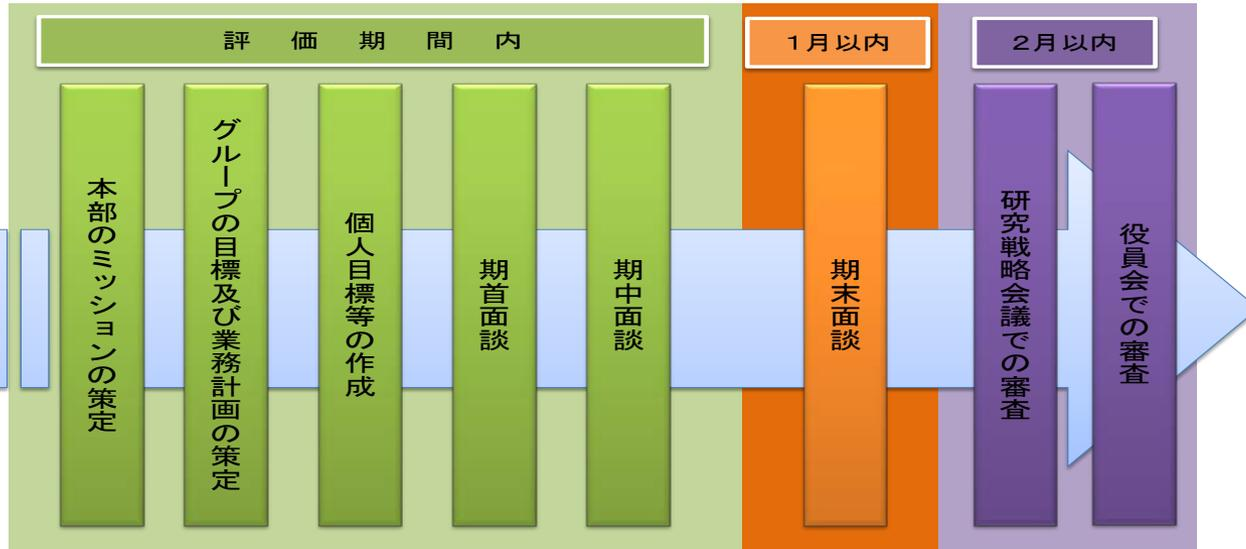 評価期間内
1月以内
2月以内
本部のミッションの策定
グループの目標及び業務計画の策定
個人目標等の作成
期首面談
期中面談
期末面談
研究戦略会議での審査
役員会での審査